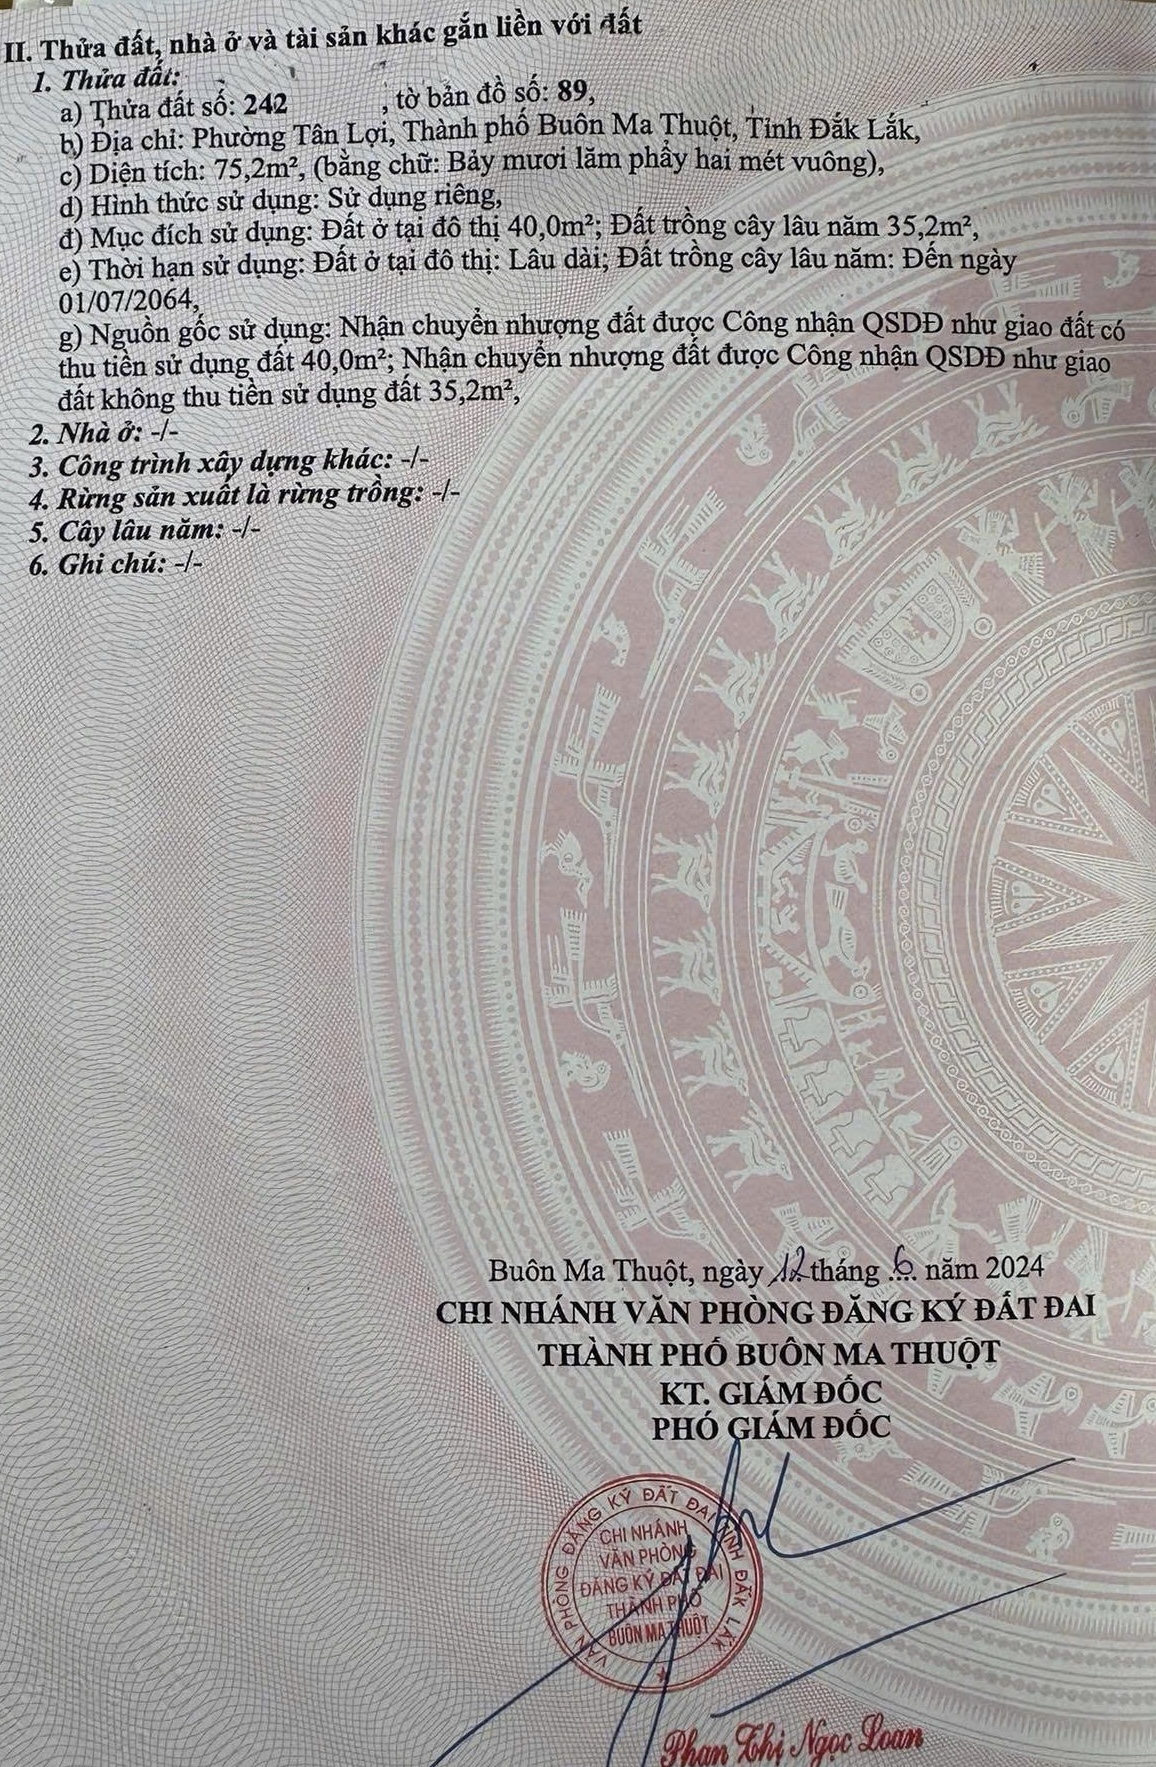 II. Thửa đất, nhà ở và tài sản khác gắn liền với đất
1. Thửa đất:
a) Thửa đất số: 242 , tờ bản đồ số: 89,
b) Địa chỉ: Phường Tân Lợi, Thành phố Buôn Ma Thuột, Tỉnh Đắk Lắk,
c) Diện tích: 75,2m², (bằng chữ: Bảy mươi lăm phẩy hai mét vuông),
d) Hình thức sử dụng: Sử dụng riêng,
đ) Mục đích sử dụng: Đất ở tại đô thị 40,0m²; Đất trồng cây lâu năm 35,2m²,
e) Thời hạn sử dụng: Đất ở tại đô thị: Lâu dài; Đất trồng cây lâu năm: Đến ngày
01/07/2064,
g) Nguồn gốc sử dụng: Nhận chuyển nhượng đất được Công nhận QSDĐ như giao đất có
thu tiền sử dụng đất 40,0m²; Nhận chuyển nhượng đất được Công nhận QSDĐ như giao
đất không thu tiền sử dụng đất 35,2m²,
2. Nhà ở: -/-
3. Công trình xây dựng khác: -/-
4. Rừng sản xuất là rừng trồng: -/-
5. Cây lâu năm: -/-
6. Ghi chú: -/-
Buôn Ma Thuột, ngày 12 tháng 6 năm 2024
CHI NHÁNH VĂN PHÒNG ĐĂNG KÝ ĐẤT ĐAI
THÀNH PHỐ BUÔN MA THUỘT
KT. GIÁM ĐỐC
PHÓ GIÁM ĐỐC
VĂN PHÒNG ĐĂNG KÝ ĐẤT ĐAI TỈNH ĐẮK LẮK
CHI NHÁNH
VĂN PHÒNG
ĐĂNG KÝ ĐẤT ĐAI
THÀNH PHỐ
BUÔN MA THUỘT
Phan Thị Ngọc Loan